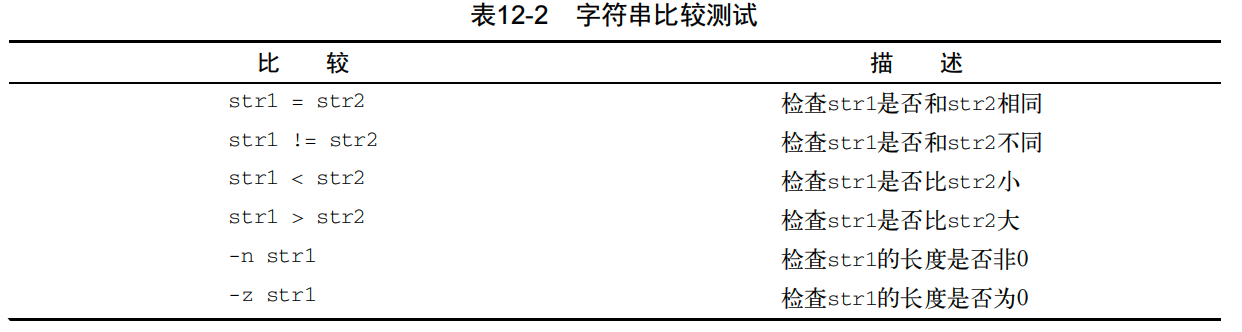 表12-2 字符串比较测试
比 较 描 述
str1 = str2 检查str1是否和str2相同
str1 != str2 检查str1是否和str2不同
str1 < str2 检查str1是否比str2小
str1 > str2 检查str1是否比str2大
-n str1 检查str1的长度是否非0
-z str1 检查str1的长度是否为0